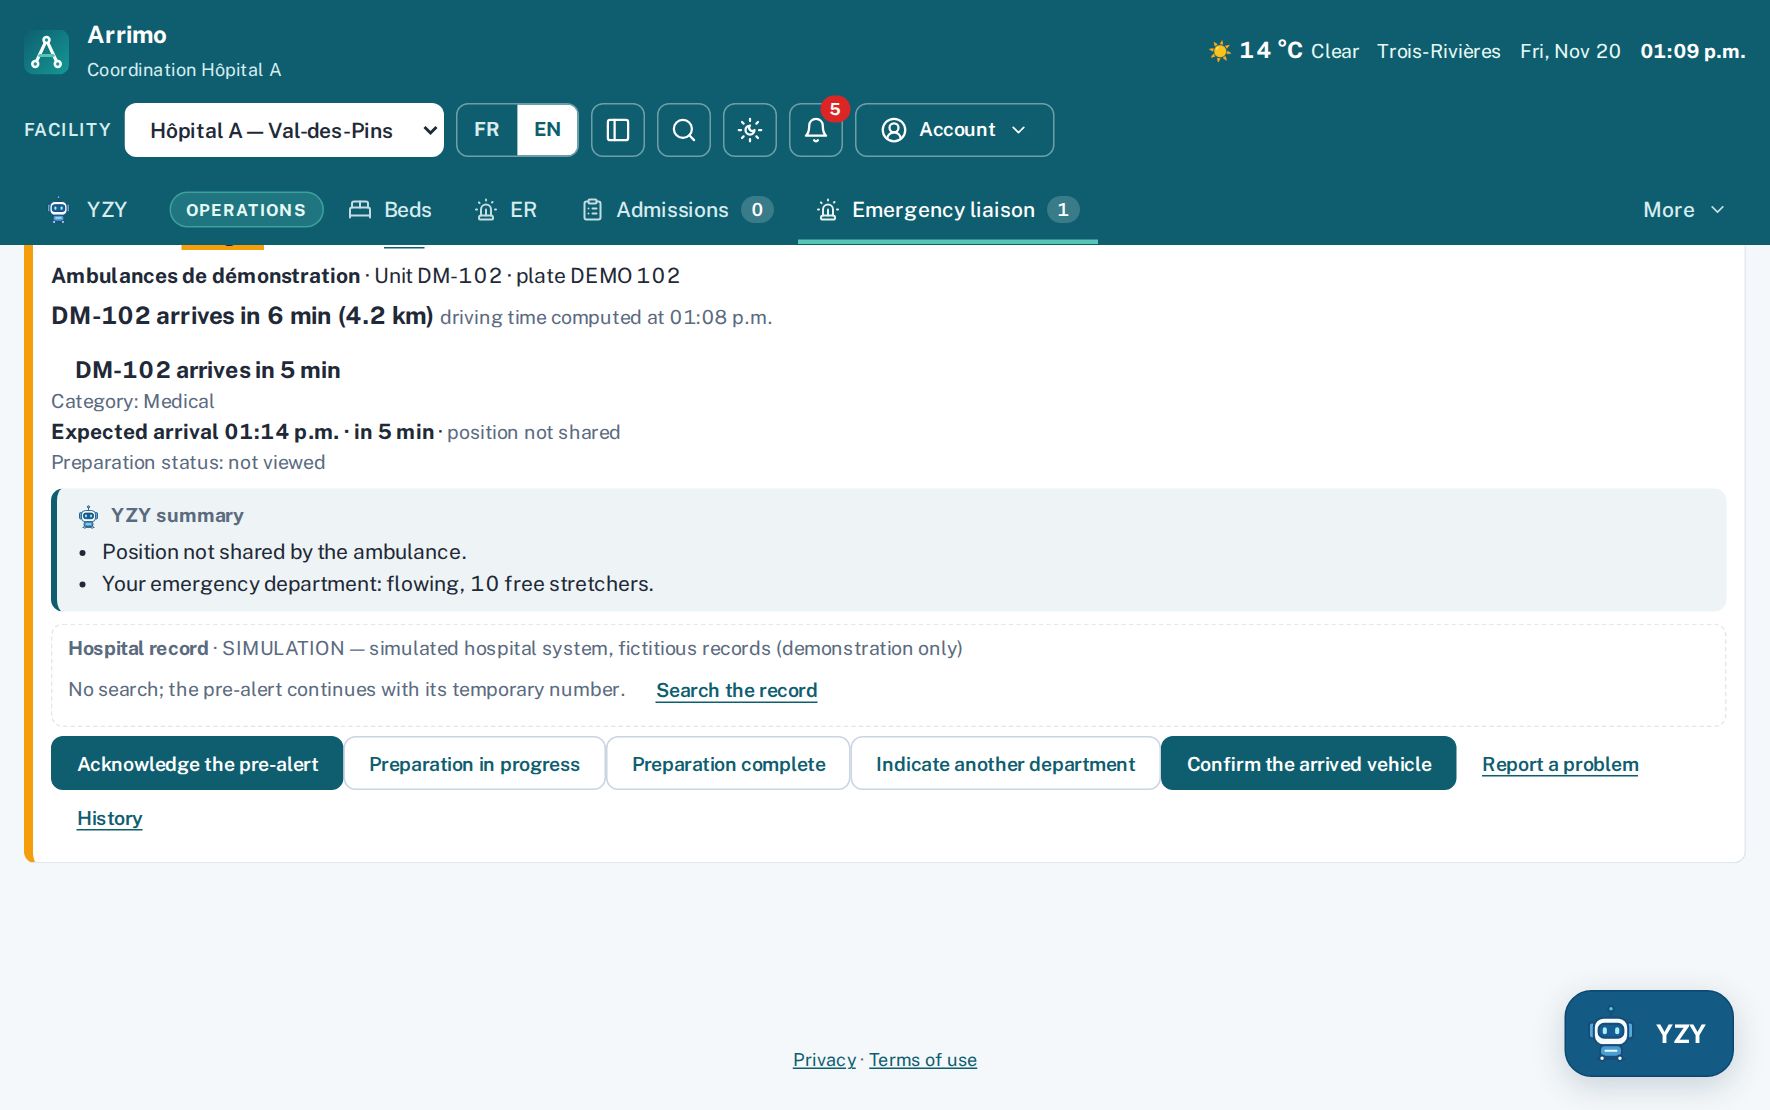 Arrimo
Coordination Hôpital A
14 °C Clear Trois-Rivières Fri, Nov 20 01:09 p.m.
FACILITY Hôpital A — Val-des-Pins FR EN 5 Account
YZY OPERATIONS Beds ER Admissions 0 Emergency liaison 1 More
Ambulances de démonstration · Unit DM-102 · plate DEMO102
DM-102 arrives in 6 min (4.2 km) driving time computed at 01:08 p.m.
DM-102 arrives in 5 min
Category: Medical
Expected arrival 01:14 p.m. · in 5 min · position not shared
Preparation status: not viewed
YZY summary
• Position not shared by the ambulance.
• Your emergency department: flowing, 10 free stretchers.
Hospital record · SIMULATION — simulated hospital system, fictitious records (demonstration only)
No search; the pre-alert continues with its temporary number. Search the record
Acknowledge the pre-alert Preparation in progress Preparation complete Indicate another department Confirm the arrived vehicle Report a problem
History
YZY
Privacy · Terms of use